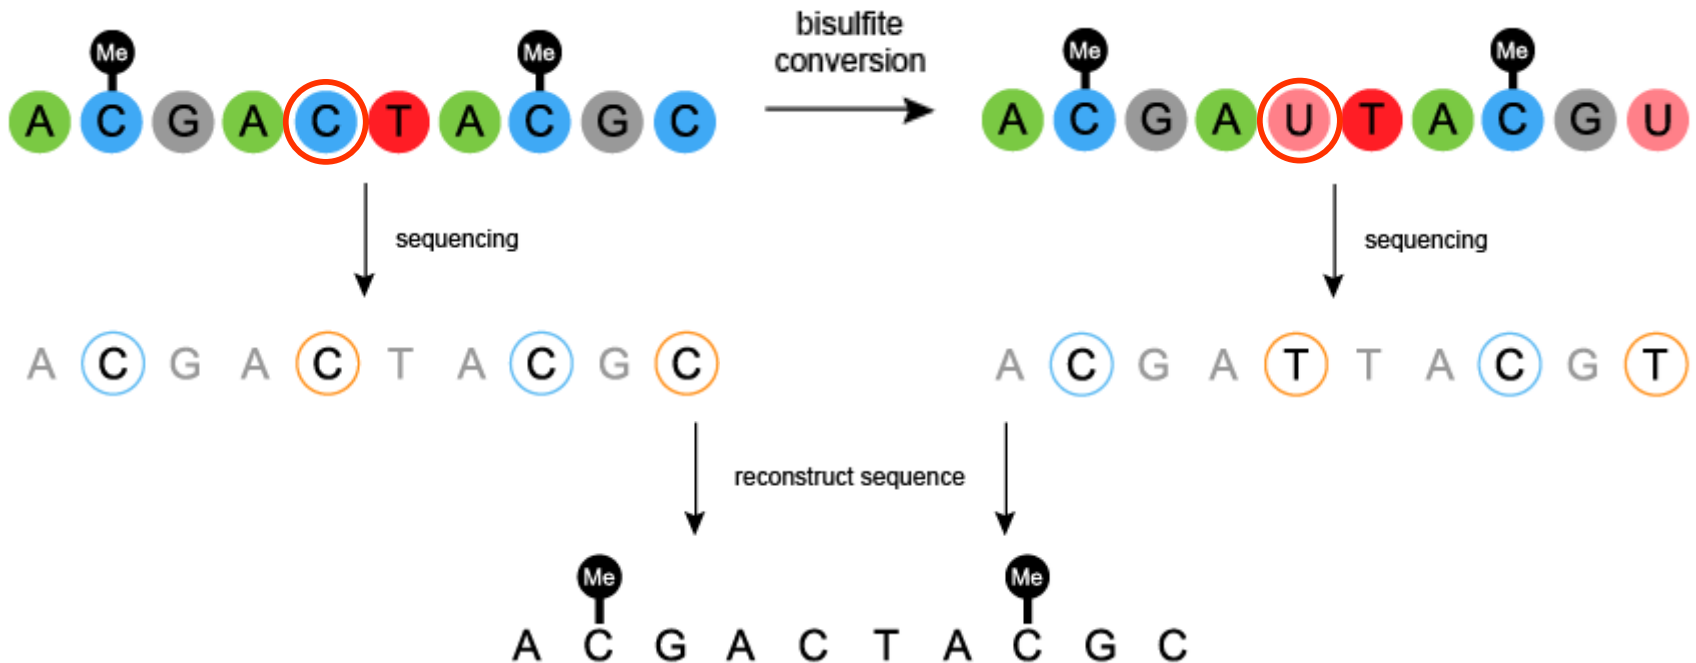 bisulfite
conversion
Me Me
A C G A C T A C G C
Me Me
A C G A U T A C G U
sequencing
sequencing
A C G A C T A C G C
A C G A T T A C G T
reconstruct sequence
Me Me
A C G A C T A C G C